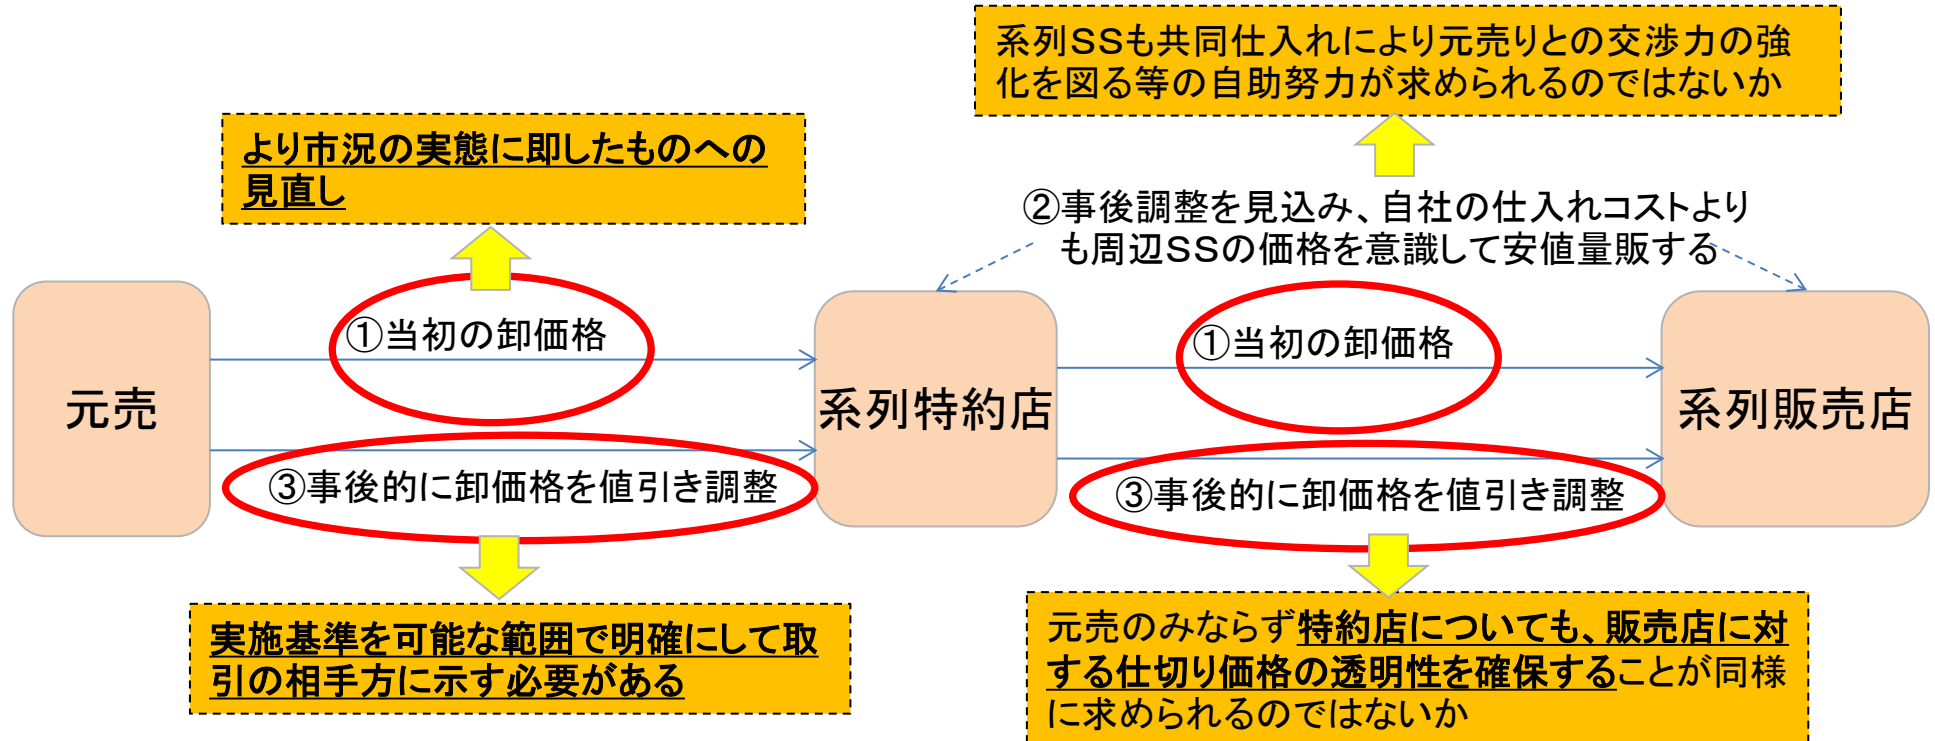 系列SSも共同仕入れにより元売りとの交渉力の強
化を図る等の自助努力が求められるのではないか
より市況の実態に即したものへの
見直し
②事後調整を見込み、自社の仕入れコストより
も周辺SSの価格を意識して安値量販する
①当初の卸価格
①当初の卸価格
元売
系列特約店
系列販売店
③事後的に卸価格を値引き調整
③事後的に卸価格を値引き調整
実施基準を可能な範囲で明確にして取
引の相手方に示す必要がある
元売のみならず特約店についても、販売店に対
する仕切り価格の透明性を確保することが同様
に求められるのではないか